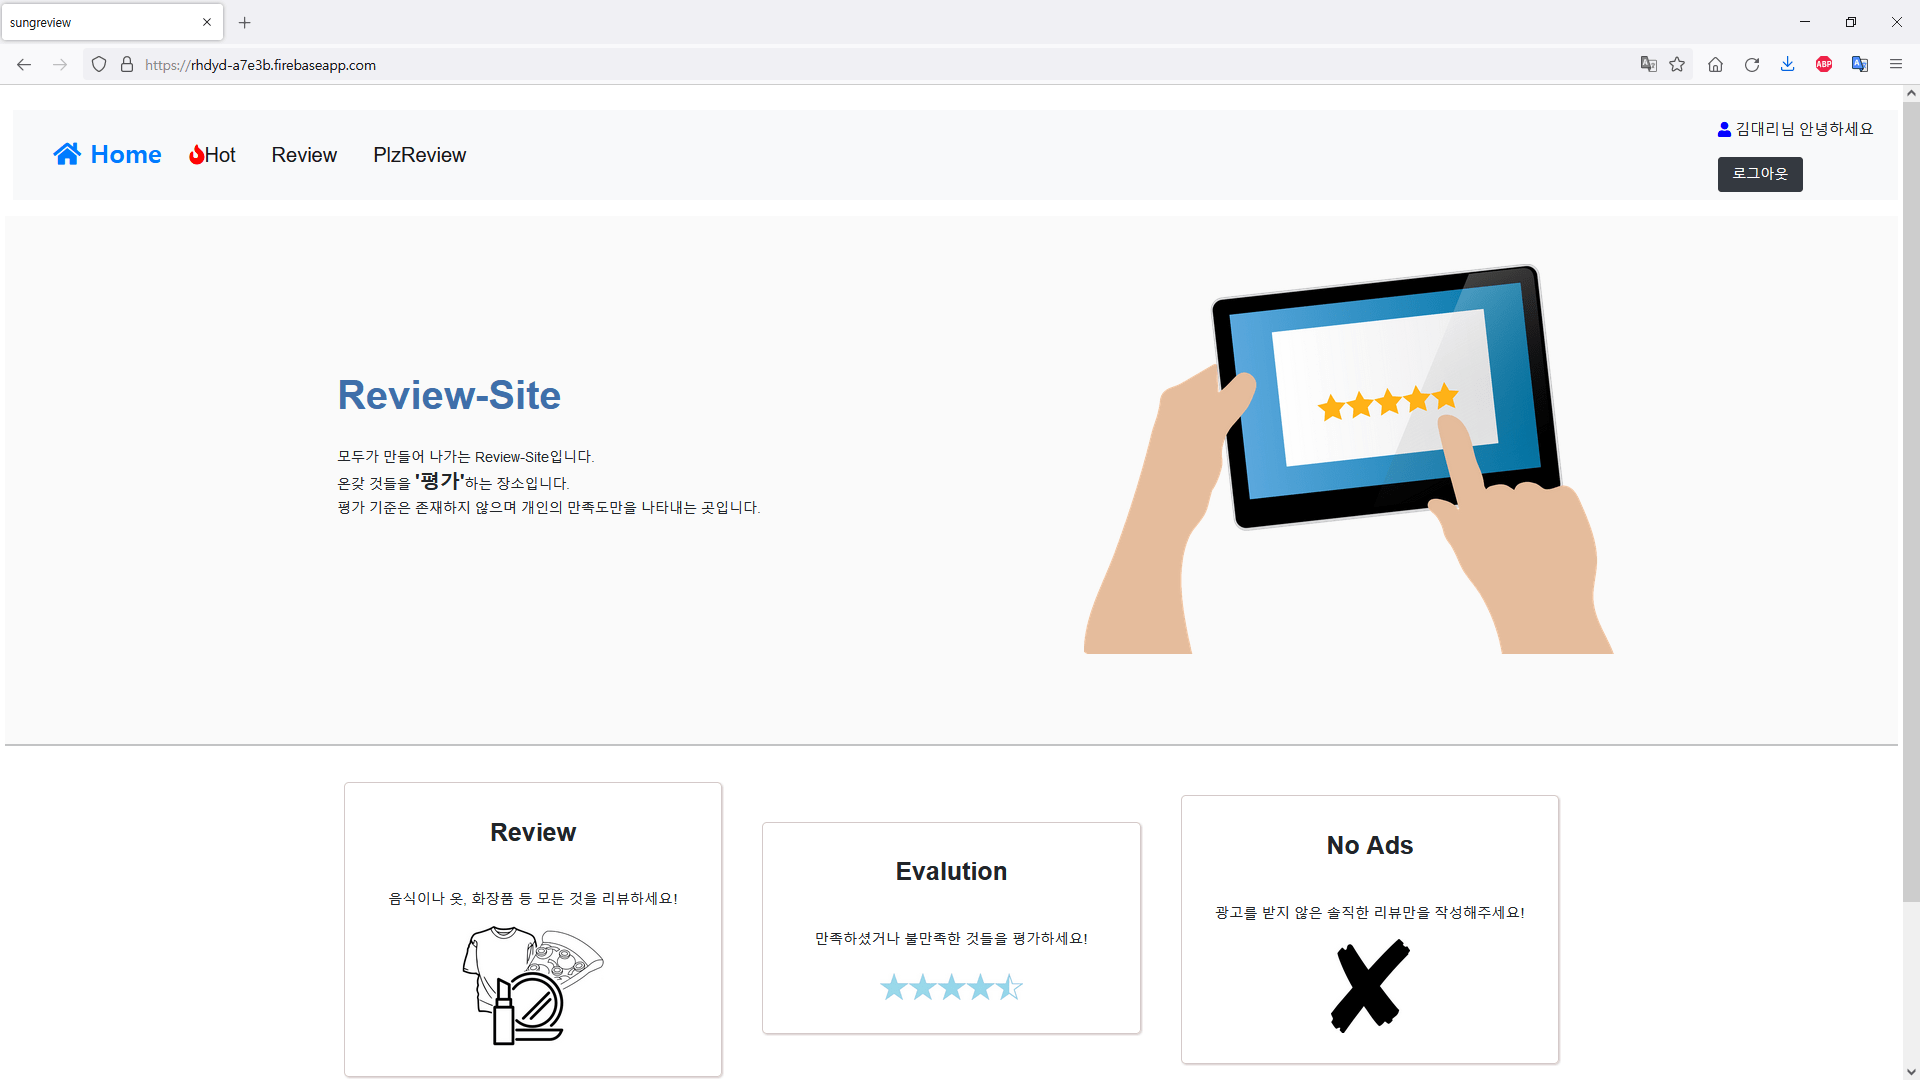 sungreview
https://rhdyd-a7e3b.firebaseapp.com
ABP
김대리님 안녕하세요
Home Hot Review PlzReview
로그아웃
Review-Site
모두가 만들어 나가는 Review-Site입니다.
온갖 것들을 '평가'하는 장소입니다.
평가 기준은 존재하지 않으며 개인의 만족도만을 나타내는 곳입니다.
Review
음식이나 옷, 화장품 등 모든 것을 리뷰하세요!
Evalution
만족하셨거나 불만족한 것들을 평가하세요!
No Ads
광고를 받지 않은 솔직한 리뷰만을 작성해주세요!